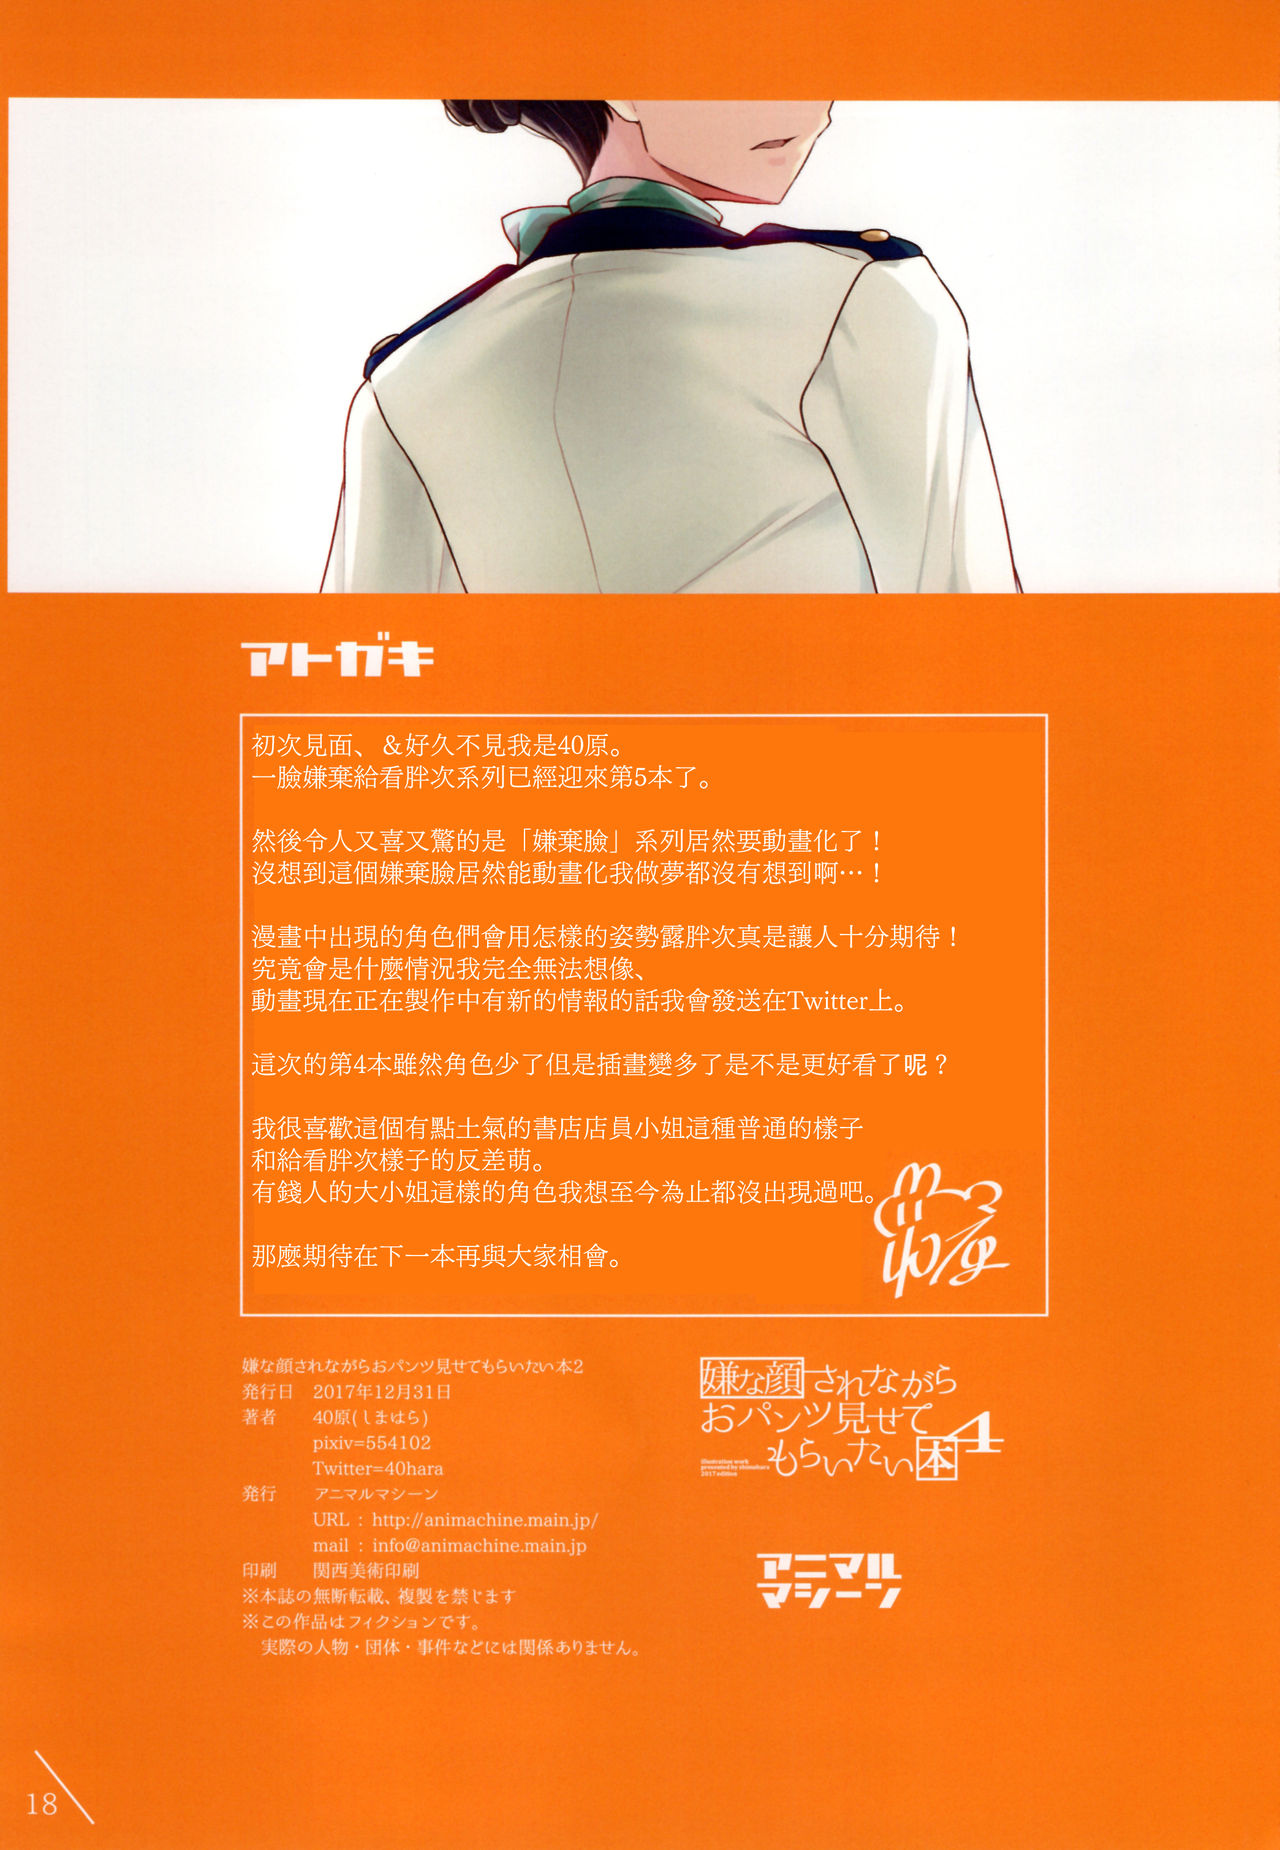 アトガキ
初次見面、&好久不見我是40原。
一臉嫌棄給看胖次系列已經迎來第5本了。
然後令人又喜又驚的是「嫌棄臉」系列居然要動畫化了！
沒想到這個嫌棄臉居然能動畫化我做夢都沒有想到啊…！
漫畫中出現的角色們會用怎樣的姿勢露胖次真是讓人十分期待！
究竟會是什麼情況我完全無法想像、
動畫現在正在製作中有新的情報的話我會發送在Twitter上。
這次的第4本雖然角色少了但是插畫變多了是不是更好看了呢？
我很喜歡這個有點土氣的書店店員小姐這種普通的樣子
和給看胖次樣子的反差萌。
有錢人的大小姐這樣的角色我想至今為止都沒出現過吧。
那麼期待在下一本再與大家相會。
嫌な顔されながらおパンツ見せてもらいたい本2
発行日 2017年12月31日
著者 40原(しまはら)
pixiv=554102
Twitter=40hara
発行 アニマルマシーン
URL : http://animachine.main.jp/
mail : info@animachine.main.jp
印刷 関西美術印刷
※本誌の無断転載、複製を禁じます
※この作品はフィクションです。
実際の人物・団体・事件などには関係ありません。
嫌な顔されながら
おパンツ見せて
もらいたい本4
illustration work
presented by shimahara
2017 edition
アニマル
マシーン
18